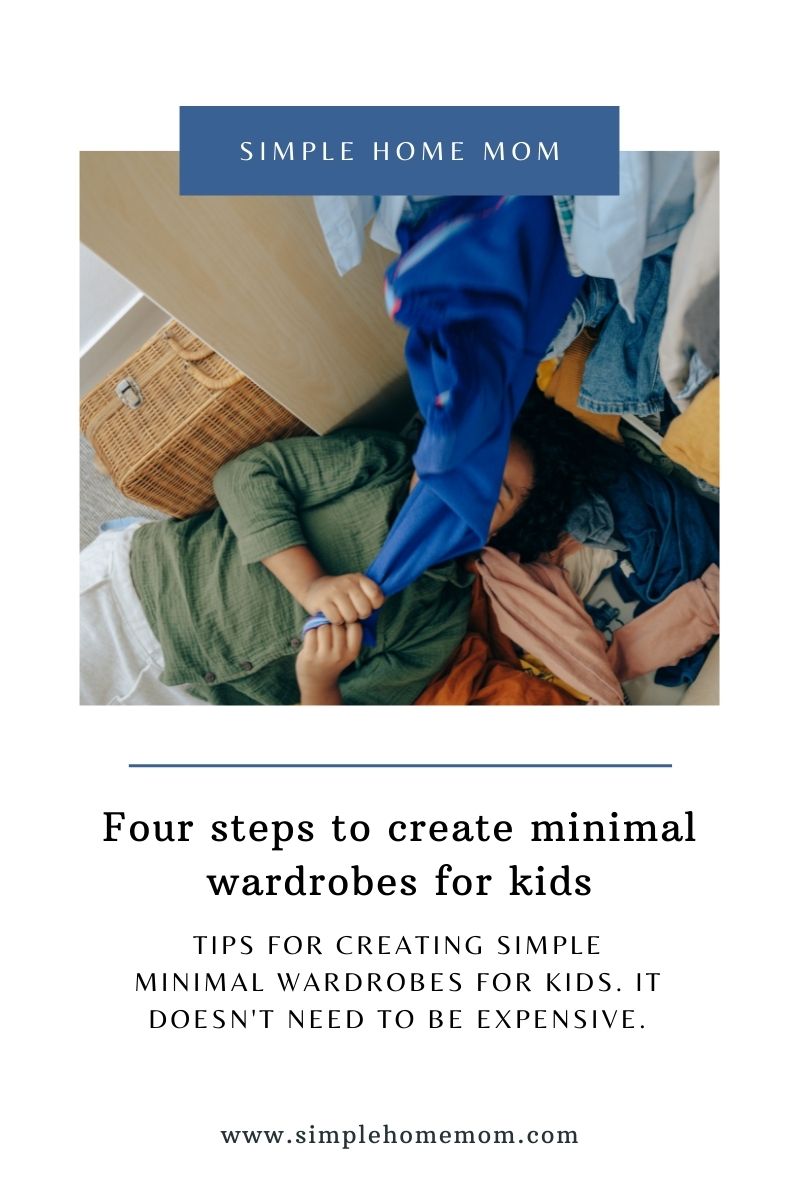 SIMPLE HOME MOM
Four steps to create minimal
wardrobes for kids
TIPS FOR CREATING SIMPLE
MINIMAL WARDROBES FOR KIDS. IT
DOESN'T NEED TO BE EXPENSIVE.
www.simplehomemom.com